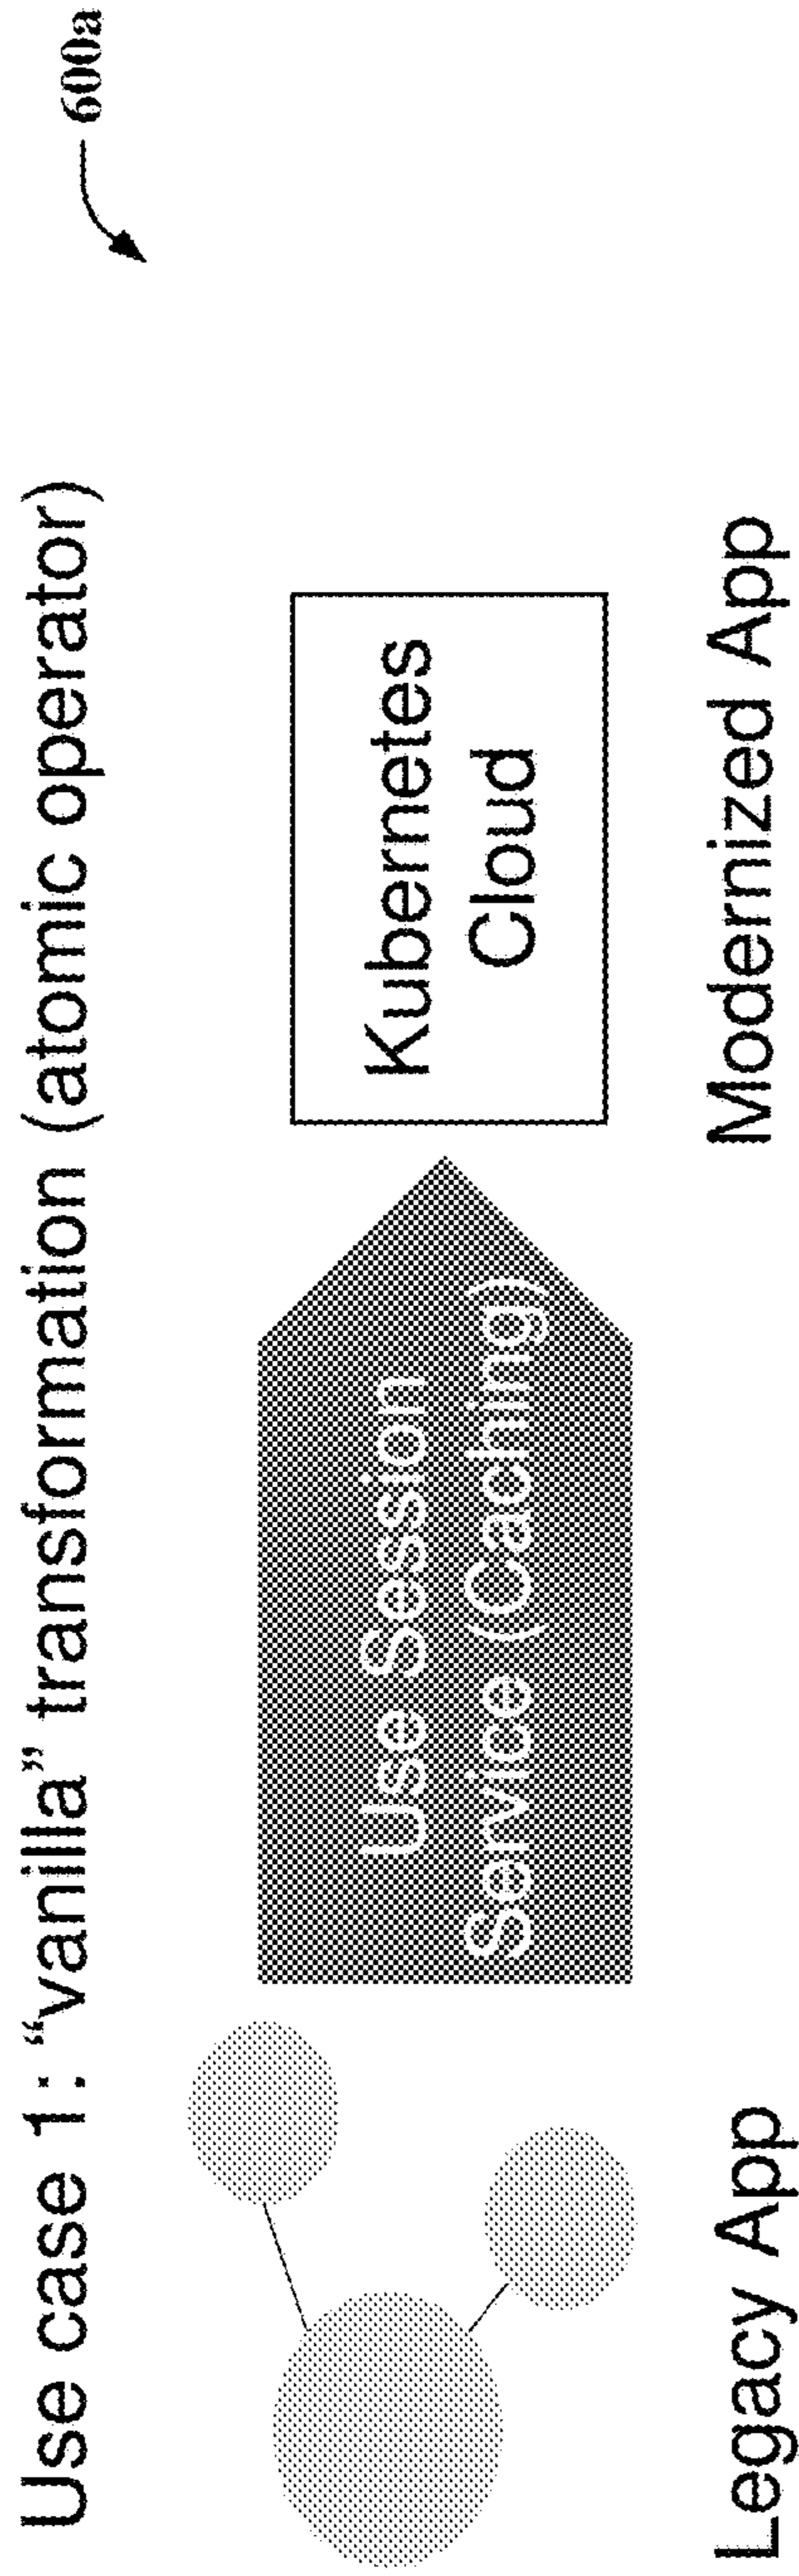 Use case 1: “vanilla” transformation (atomic operator)
600a
Use Session
Service (Caching)
Kubernetes
Cloud
Legacy App
Modernized App